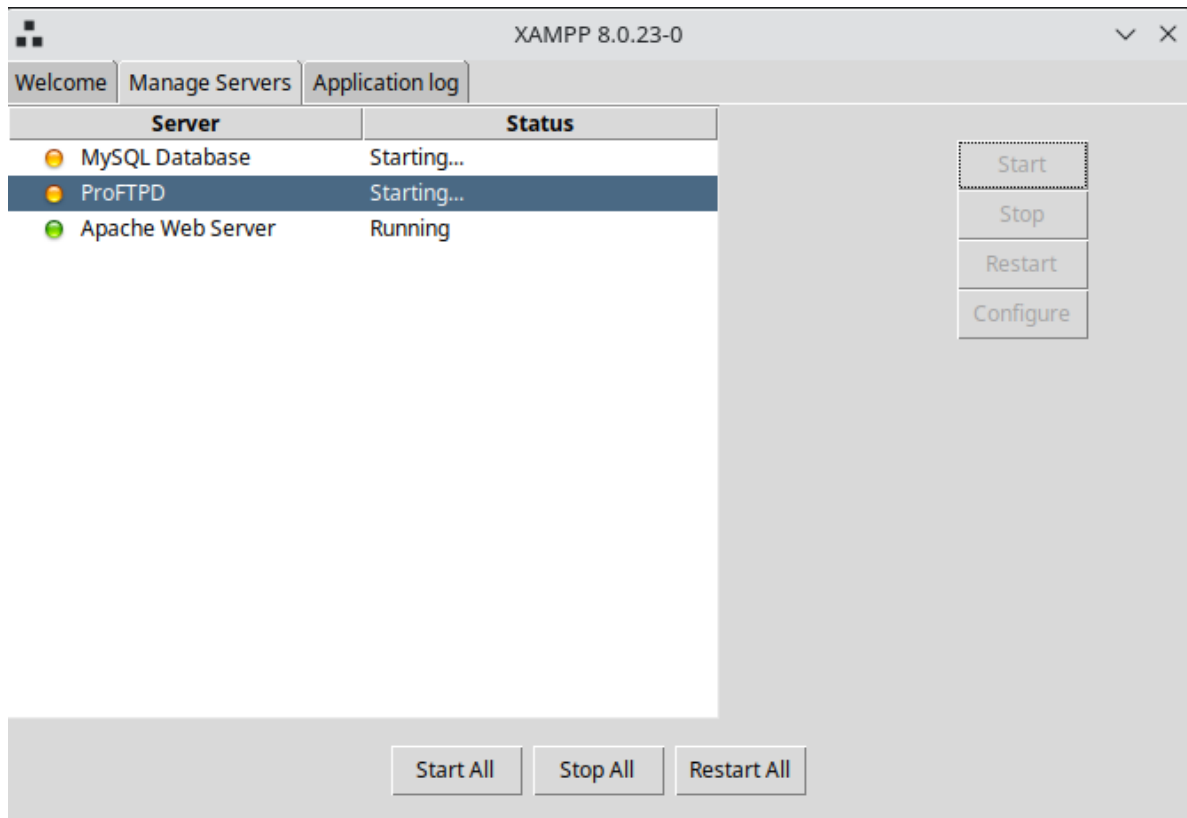 XAMPP 8.0.23-0
Welcome Manage Servers Application log
Server Status
MySQL Database Starting...
ProFTPD Starting...
Apache Web Server Running
Start
Stop
Restart
Configure
Start All Stop All Restart All